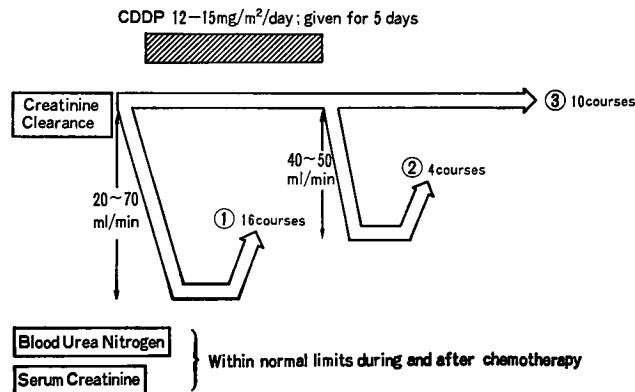 CDDP 12-15mg/m²/day; given for 5 days
Creatinine
Clearance
③ 10courses
40~50
ml/min
② 4courses
20~70
ml/min
① 16courses
Blood Urea Nitrogen
Serum Creatinine
Within normal limits during and after chemotherapy